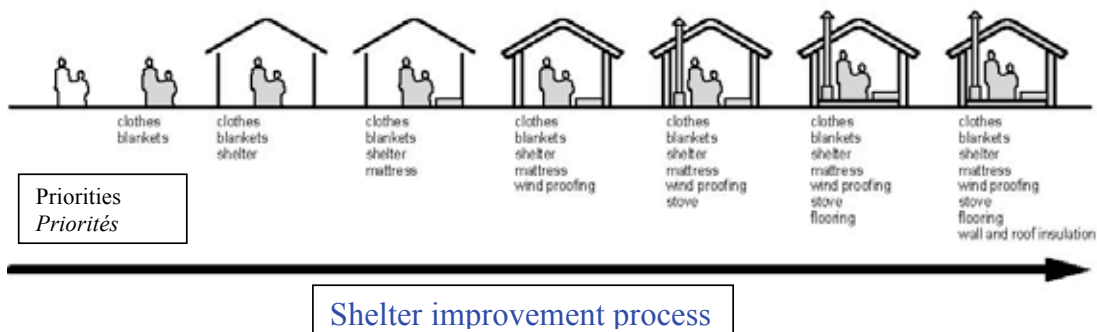 clothes
blankets
clothes
blankets
shelter
clothes
blankets
shelter
mattress
clothes
blankets
shelter
mattress
wind proofing
clothes
blankets
shelter
mattress
wind proofing
stove
clothes
blankets
shelter
mattress
wind proofing
stove
flooring
clothes
blankets
shelter
mattress
wind proofing
stove
flooring
wall and roof insulation
Priorities
Priorités
Shelter improvement process